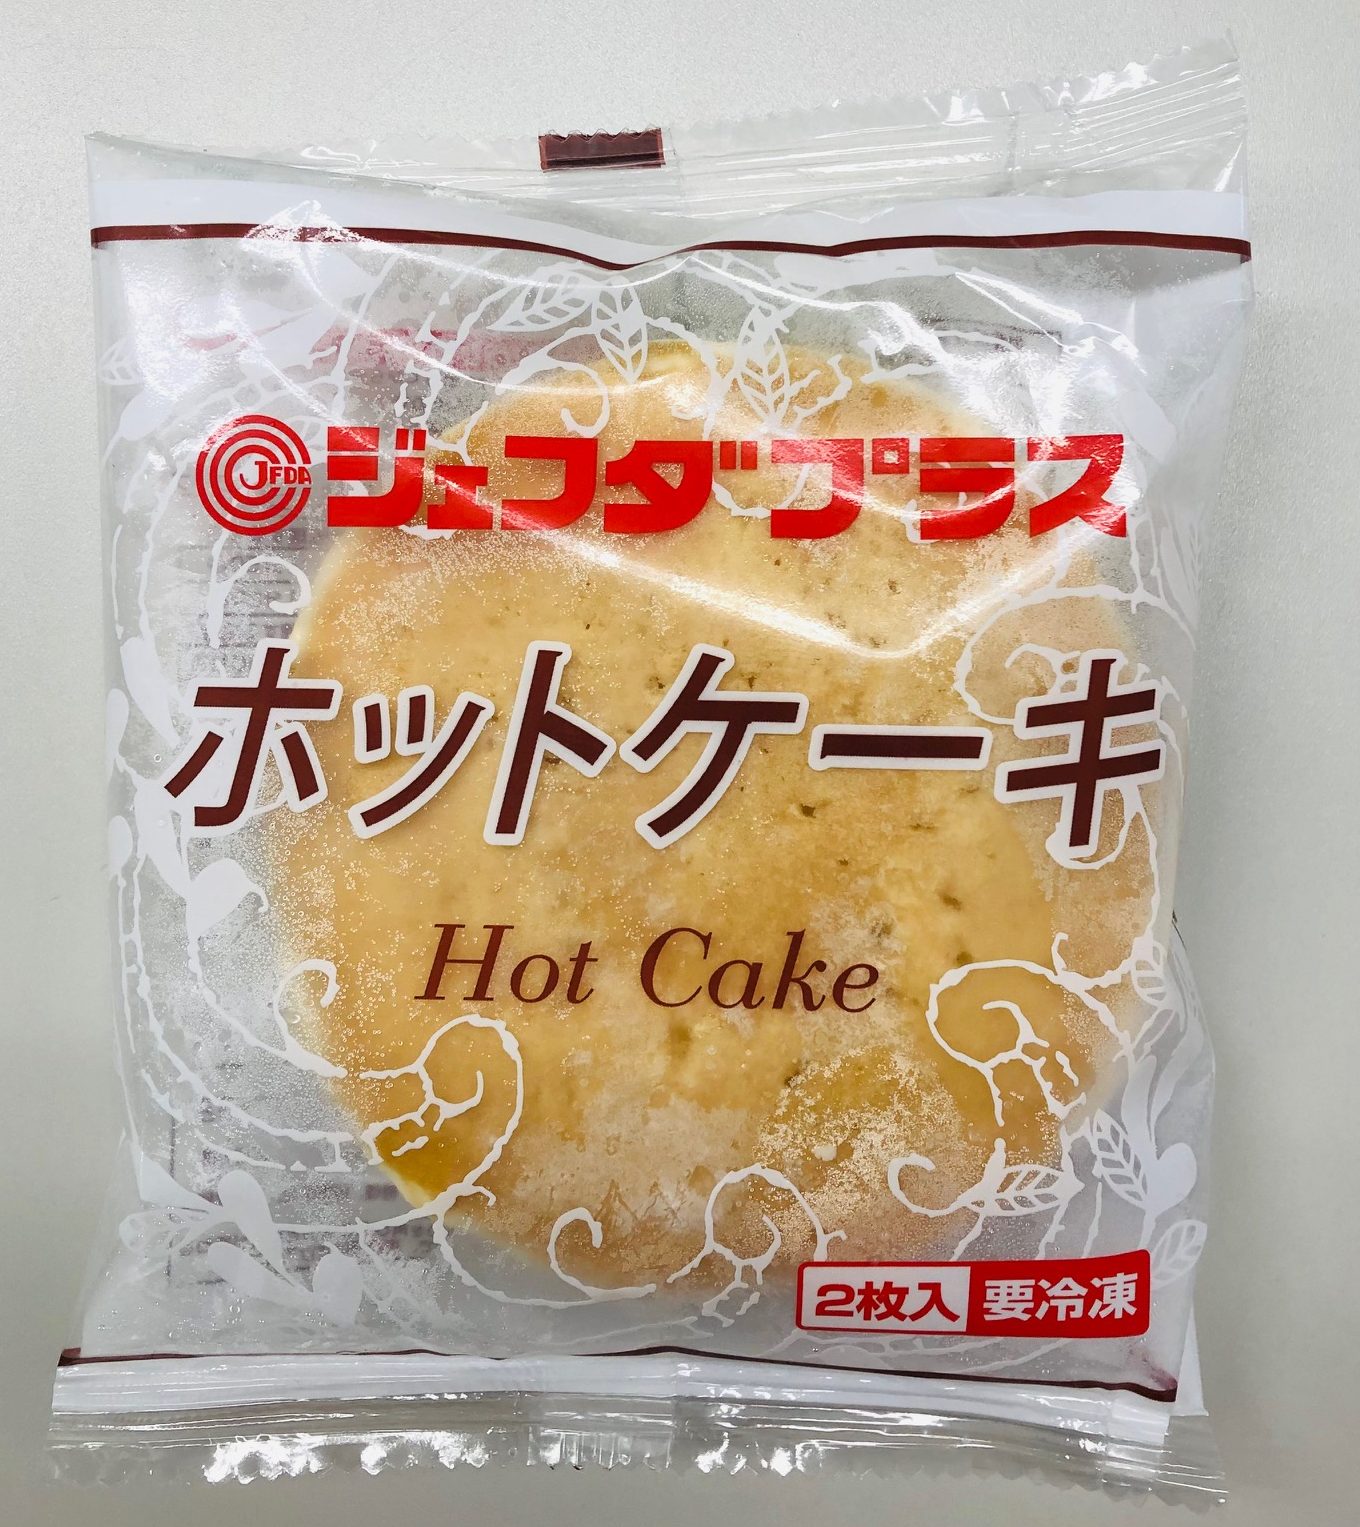 JFDA ジェフダプラス
ホットケーキ
Hot Cake
2枚入 要冷凍